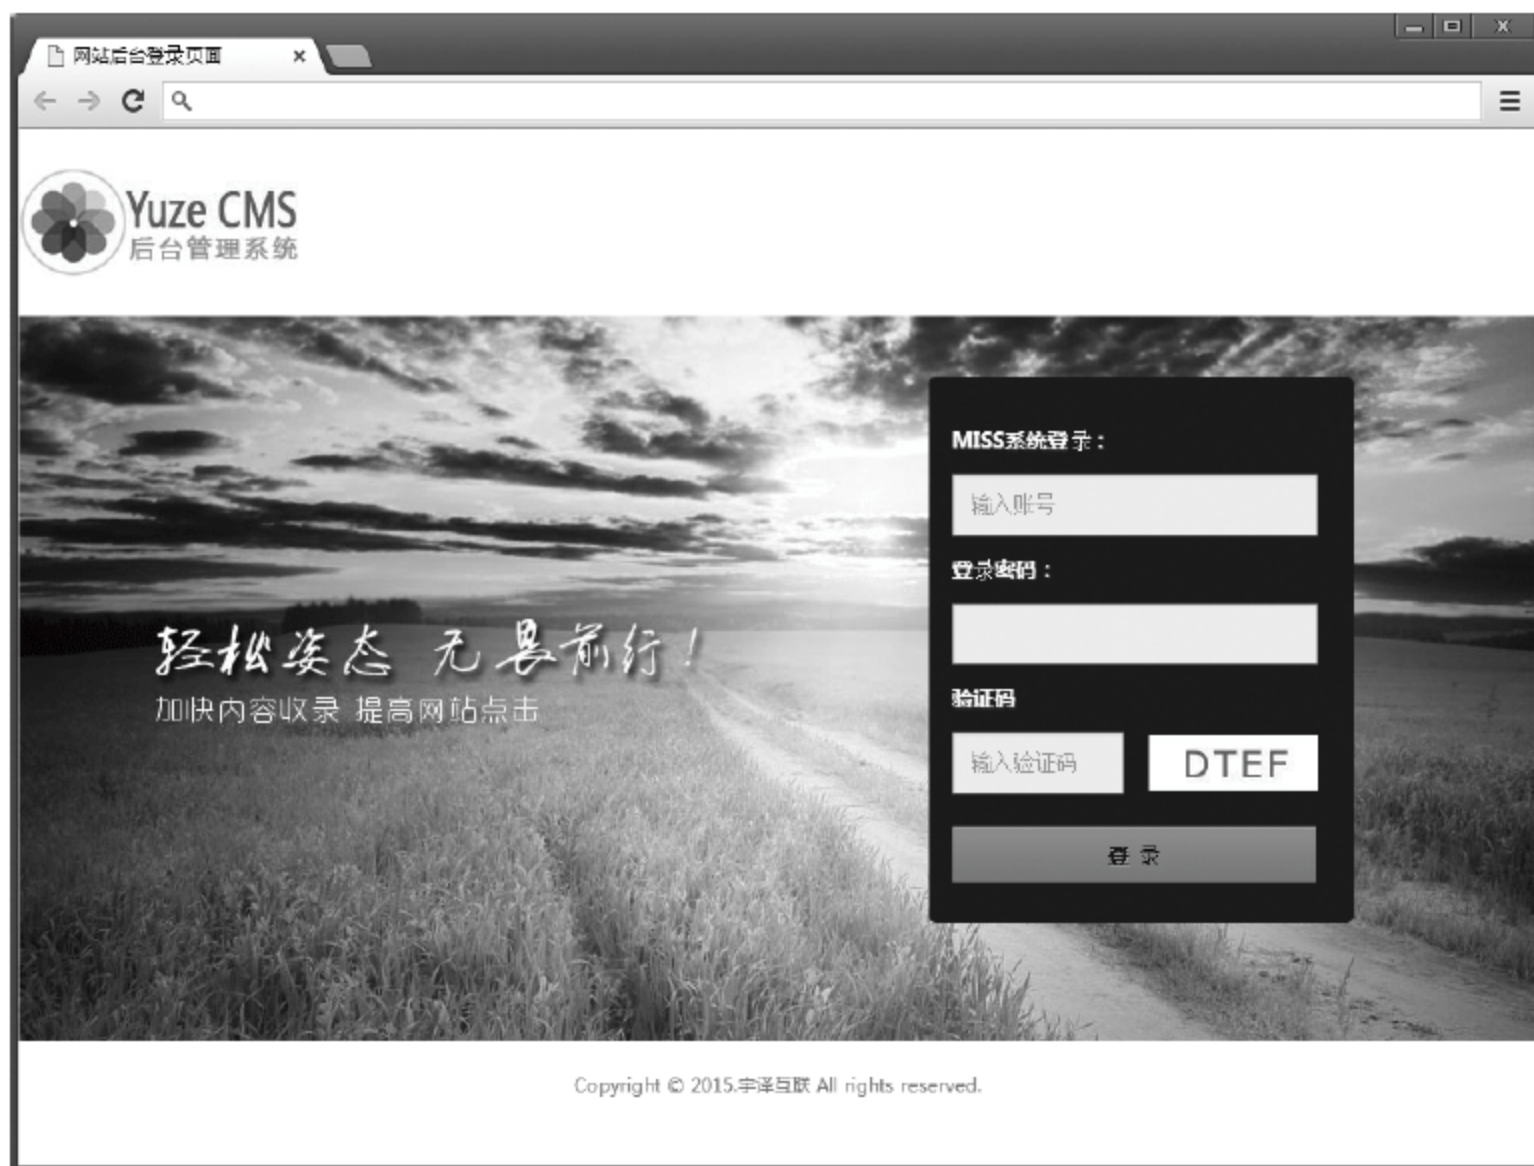 网站后台登录页面
Yuze CMS
后台管理系统
MISS系统登录：
输入账号
登录密码：
轻松姿态 无畏前行！
加快内容收录 提高网站点击
验证码
输入验证码
DTEF
登 录
Copyright © 2015.宇泽互联 All rights reserved.